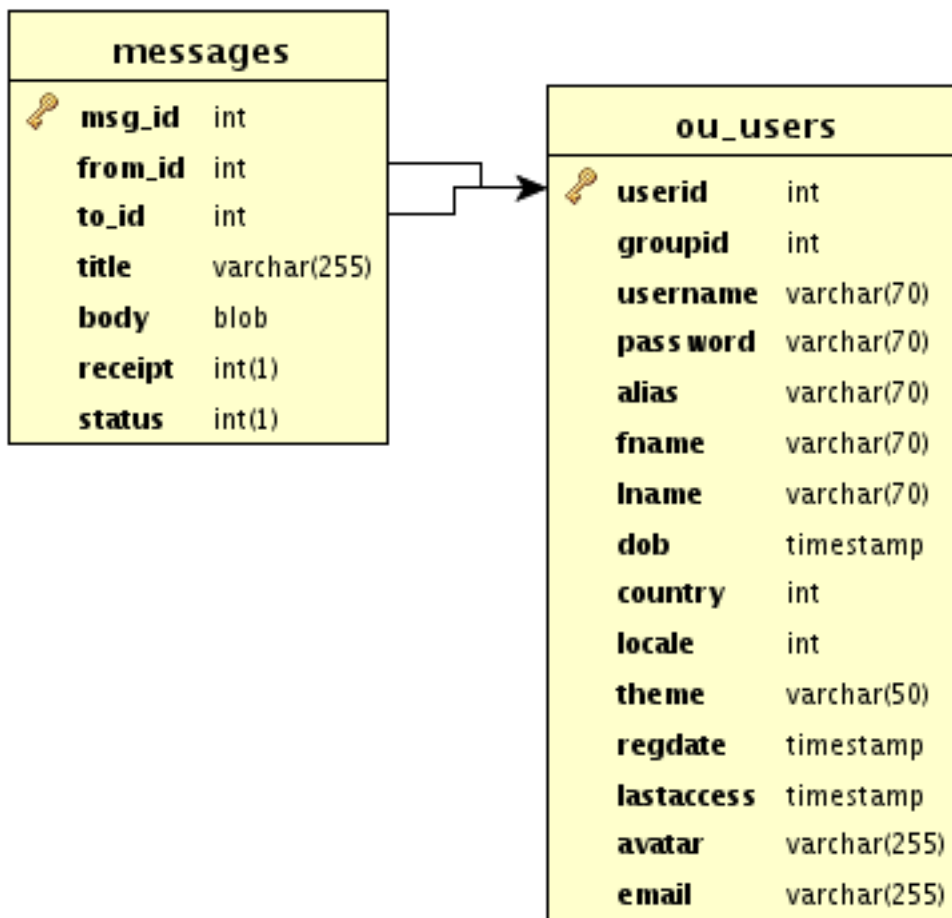 messages
msg_id int
from_id int
to_id int
title varchar(255)
body blob
receipt int(1)
status int(1)
ou_users
userid int
groupid int
username varchar(70)
password varchar(70)
alias varchar(70)
fname varchar(70)
lname varchar(70)
dob timestamp
country int
locale int
theme varchar(50)
regdate timestamp
lastaccess timestamp
avatar varchar(255)
email varchar(255)